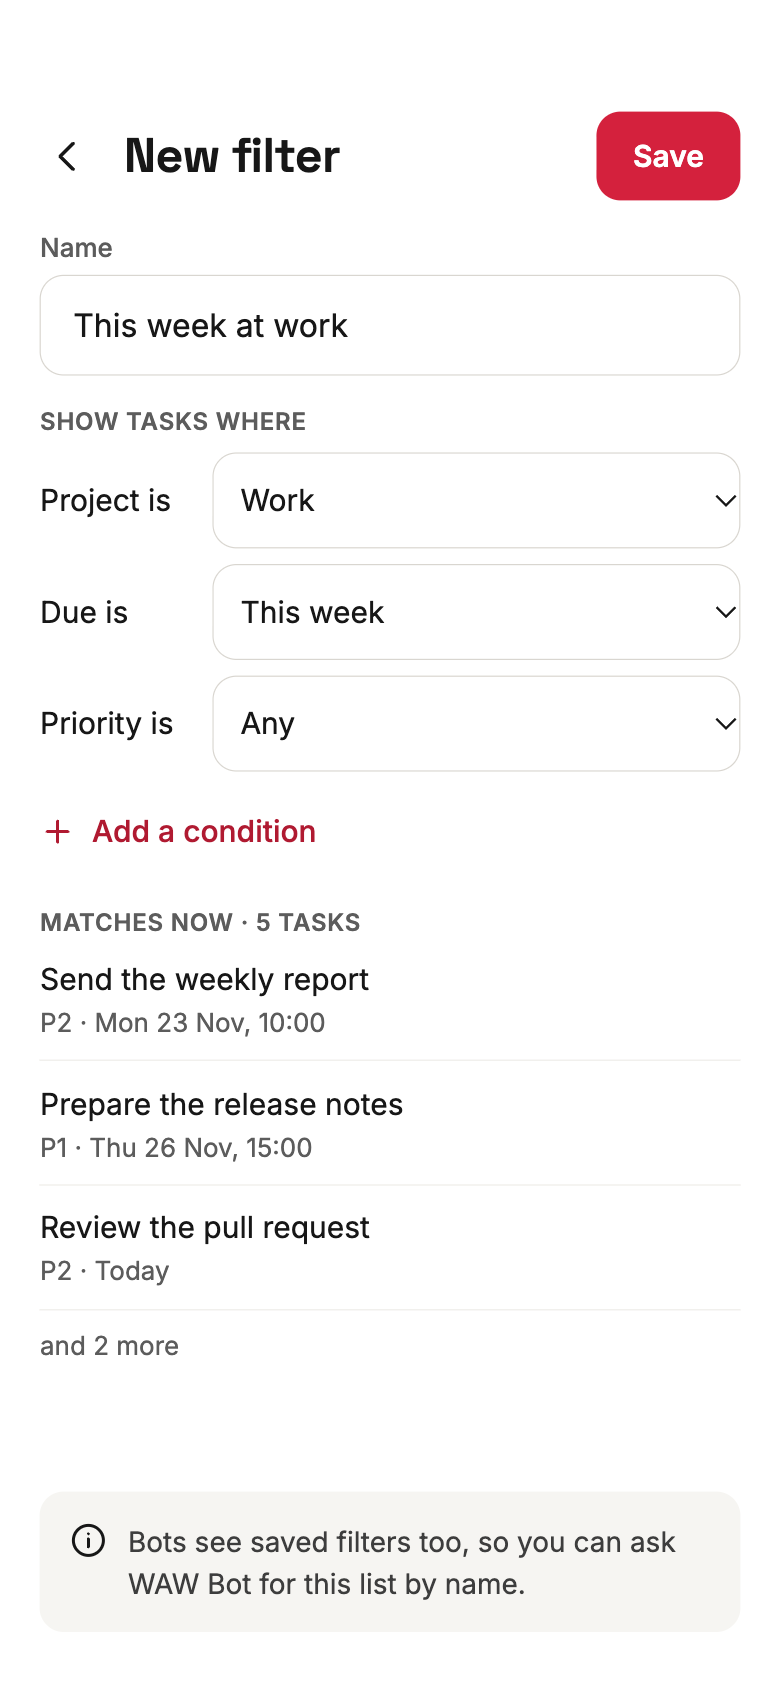 New filter
Save
Name
This week at work
SHOW TASKS WHERE
Project is
Work
Due is
This week
Priority is
Any
+ Add a condition
MATCHES NOW · 5 TASKS
Send the weekly report
P2 · Mon 23 Nov, 10:00
Prepare the release notes
P1 · Thu 26 Nov, 15:00
Review the pull request
P2 · Today
and 2 more
Bots see saved filters too, so you can ask
WAW Bot for this list by name.